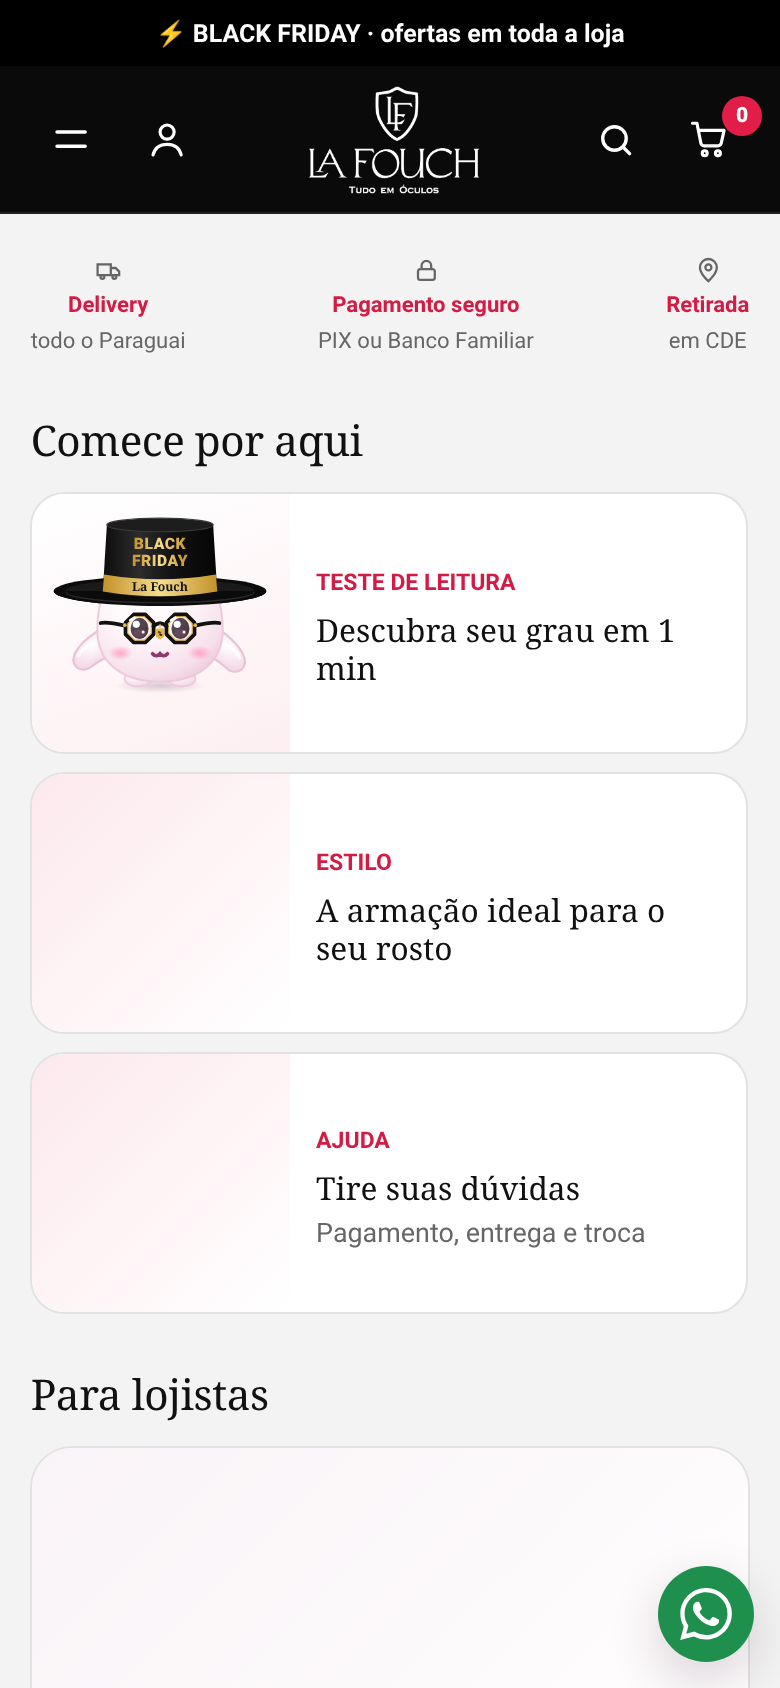 ⚡ BLACK FRIDAY · ofertas em toda a loja
LF
LA FOUCH
TUDO EM ÓCULOS
0
Delivery
todo o Paraguai
Pagamento seguro
PIX ou Banco Familiar
Retirada
em CDE
Comece por aqui
BLACK
FRIDAY
La Fouch
TESTE DE LEITURA
Descubra seu grau em 1
min
ESTILO
A armação ideal para o
seu rosto
AJUDA
Tire suas dúvidas
Pagamento, entrega e troca
Para lojistas